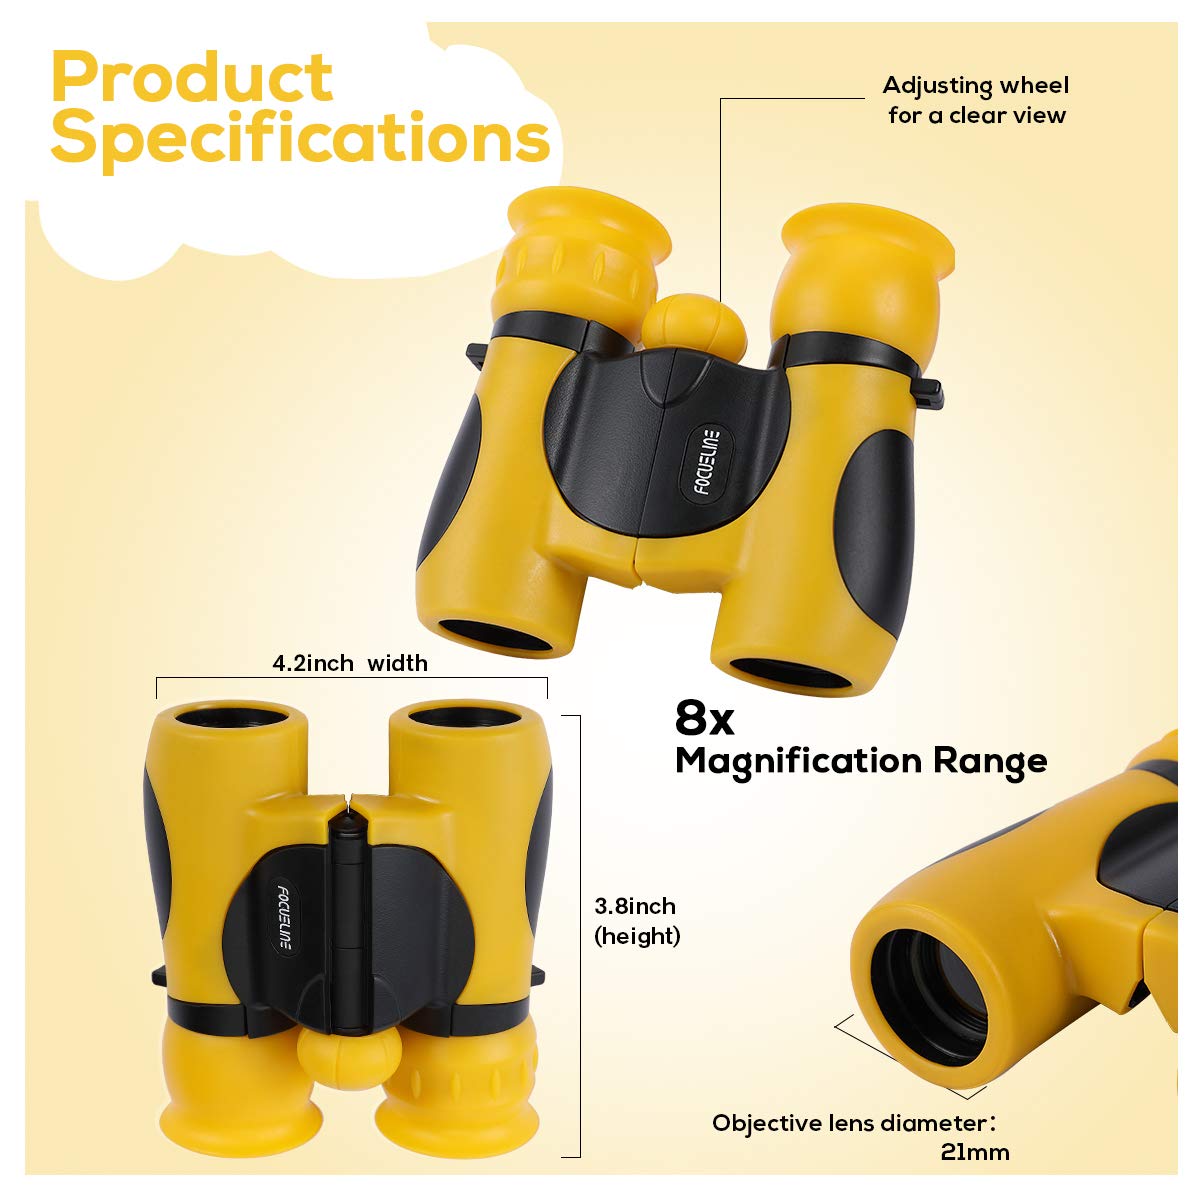 Product
Specifications
Adjusting wheel
for a clear view
FOCUELINE
4.2inch width
8x
Magnification Range
FOCUELINE
3.8inch
(height)
Objective lens diameter:
21mm